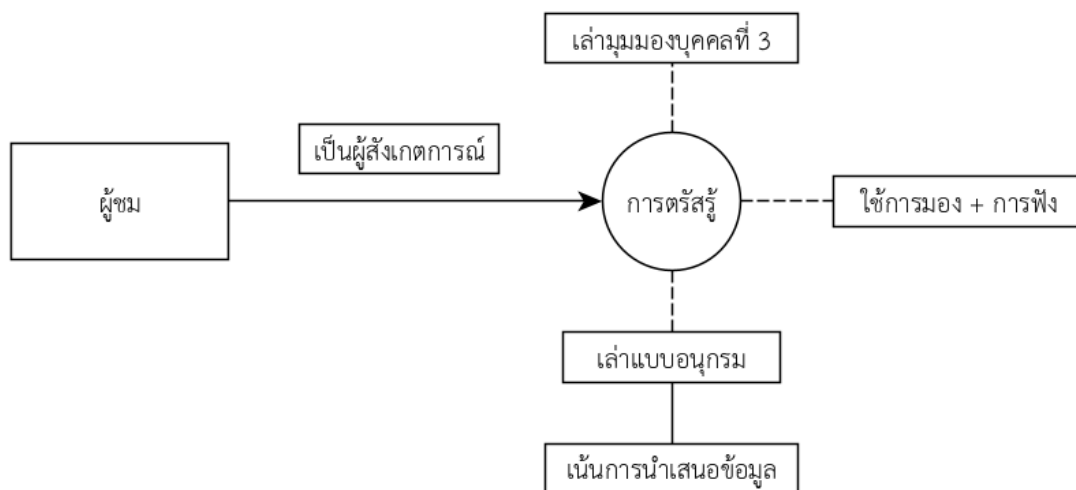 เล่ามุมมองบุคคลที่ 3
เป็นผู้สังเกตการณ์
ผู้ชม
การตรัสรู้
ใช้การมอง + การฟัง
เล่าแบบอนุกรม
เน้นการนำเสนอข้อมูล